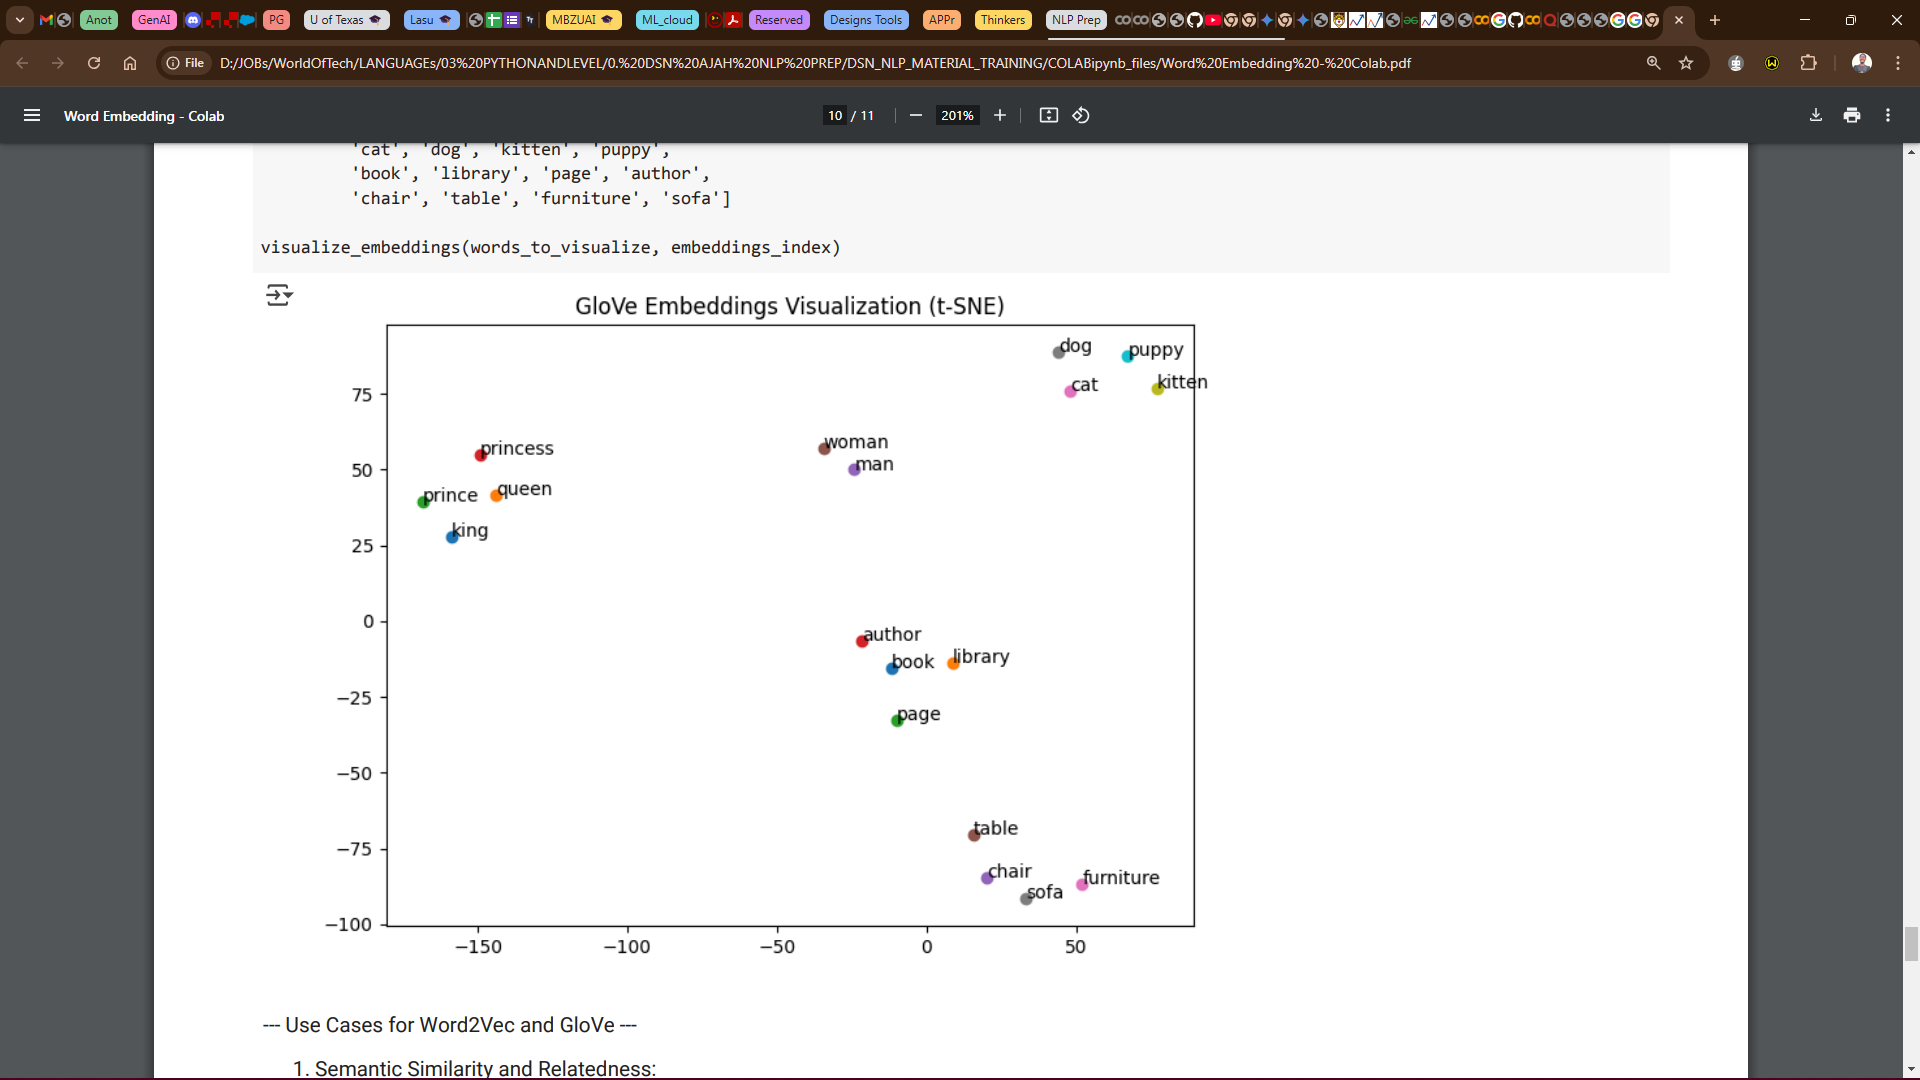 Anot
GenAI
PG
U of Texas 🎓
Lasu 🎓
MBZUAI 🎓
ML_cloud
Reserved
Designs Tools
APPr
Thinkers
NLP Prep
File
D:/JOBs/WorldOfTech/LANGUAGEs/03%20PYTHONANDLEVEL/0.%20DSN%20AJAH%20NLP%20PREP/DSN_NLP_MATERIAL_TRAINING/COLABipynb_files/Word%20Embedding%20-%20Colab.pdf
Word Embedding - Colab
10 / 11
201%
'cat', 'dog', 'kitten', 'puppy',
'book', 'library', 'page', 'author',
'chair', 'table', 'furniture', 'sofa']
visualize_embeddings(words_to_visualize, embeddings_index)
GloVe Embeddings Visualization (t-SNE)
dog
puppy
cat
kitten
75
woman
man
princess
50
queen
prince
king
25
0
author
book
library
−25
page
−50
table
−75
chair
sofa
furniture
−100
−150
−100
−50
0
50
--- Use Cases for Word2Vec and GloVe ---
1. Semantic Similarity and Relatedness: